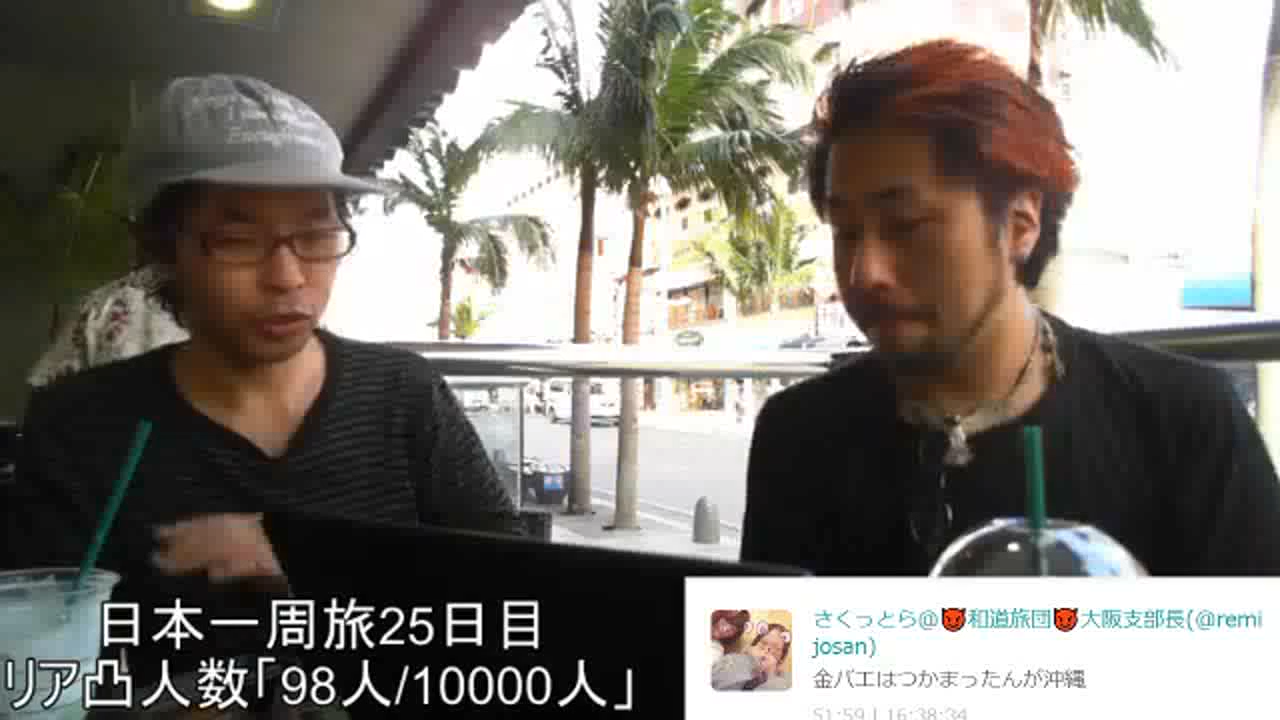 日本一周旅25日目
リア凸人数「98人/10000人」
さくっとら@😈和道旅団😈大阪支部長(@remi
josan)
金バエはつかまったんが沖縄
51:59 | 16:38:34